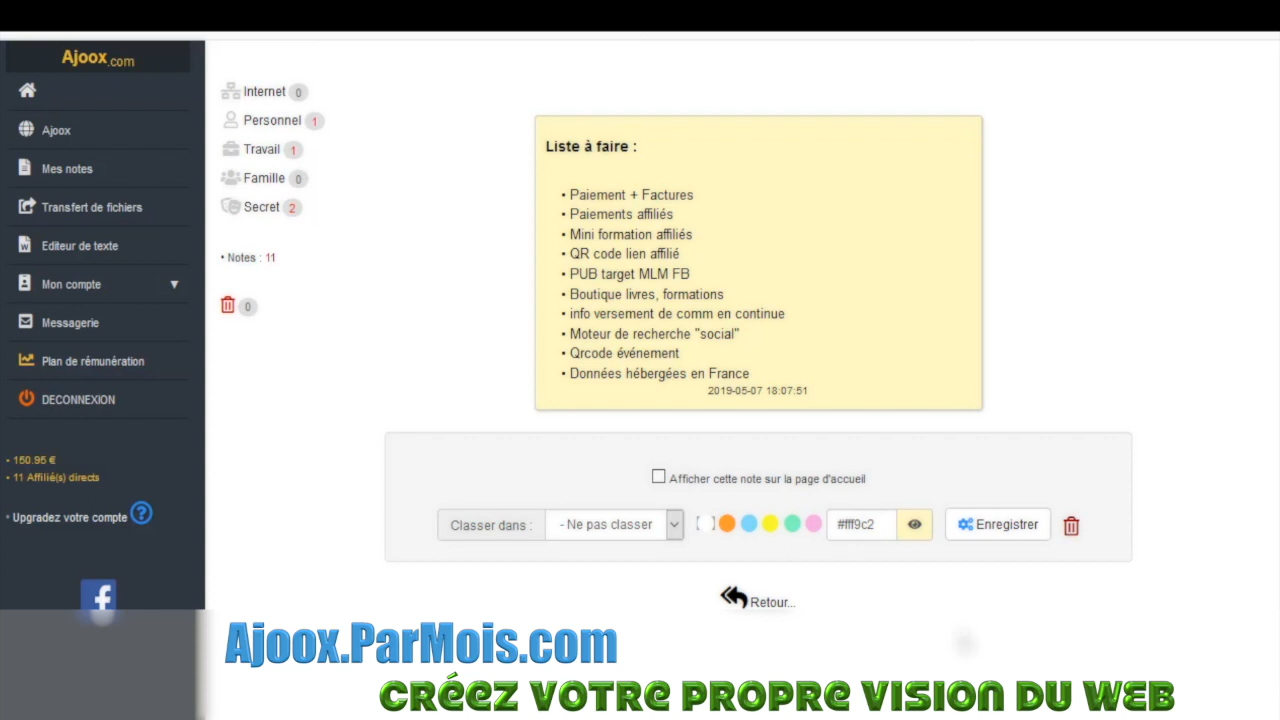 Ajoox.com
Ajoox
Mes notes
Transfert de fichiers
Editeur de texte
Mon compte ▼
Messagerie
Plan de rémunération
DECONNEXION
• 150.95 €
• 11 Affilié(s) directs
• Upgradez votre compte ?
Internet 0
Personnel 1
Travail 1
Famille 0
Secret 2
• Notes : 11
0
Liste à faire :
• Paiement + Factures
• Paiements affiliés
• Mini formation affiliés
• QR code lien affilié
• PUB target MLM FB
• Boutique livres, formations
• info versement de comm en continue
• Moteur de recherche "social"
• Qrcode événement
• Données hébergées en France
2019-05-07 18:07:51
Afficher cette note sur la page d'accueil
Classer dans : - Ne pas classer [ ] #fff9c2 Enregistrer
Retour...
Ajoox.ParMois.com
CRÉEZ VOTRE PROPRE VISION DU WEB